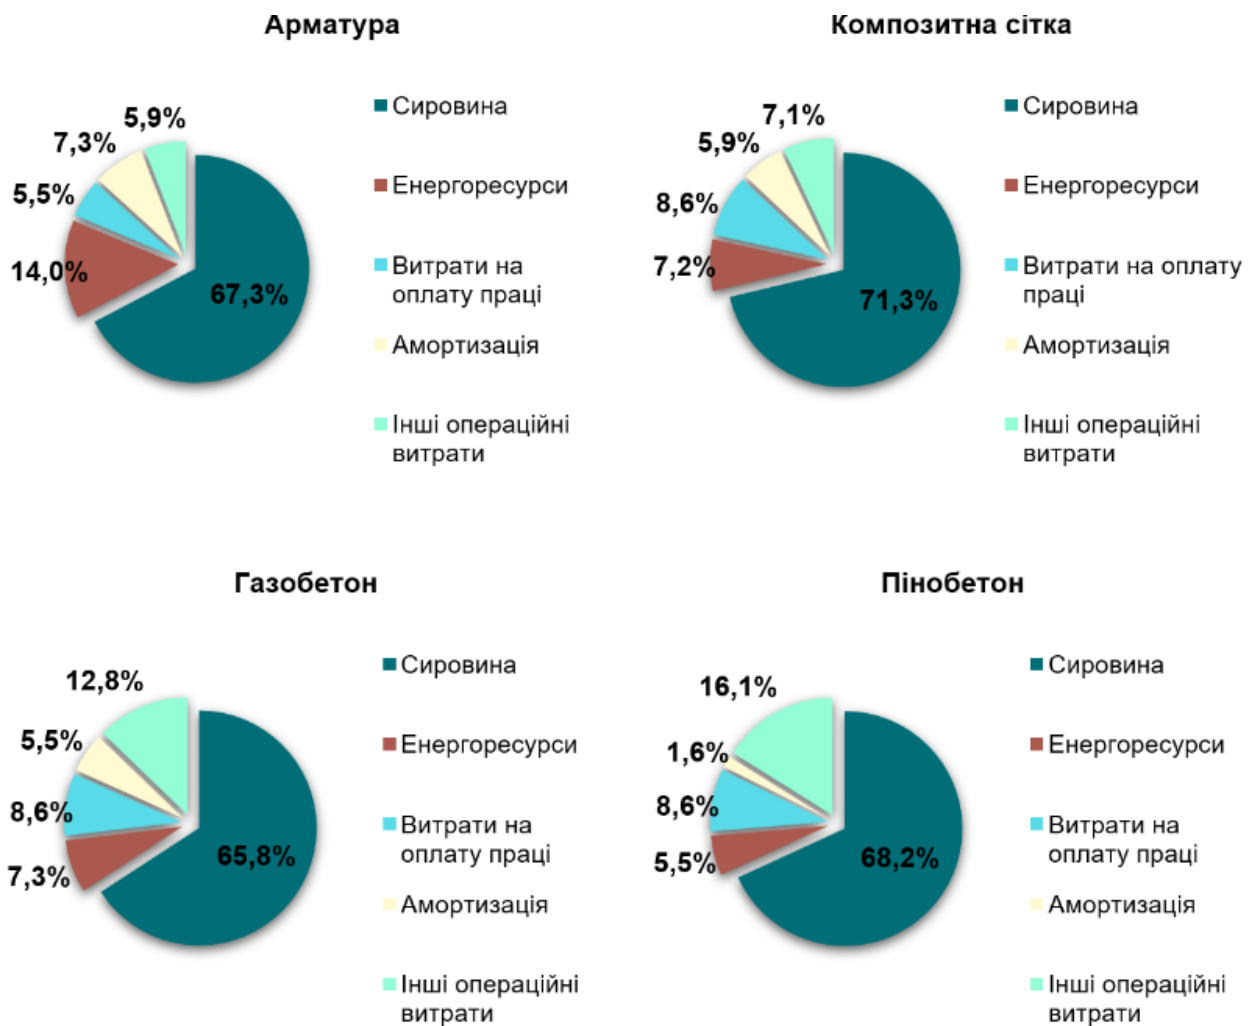 Арматура
5,9%
7,3%
5,5%
14,0%
67,3%
Сировина
Енергоресурси
Витрати на
оплату праці
Амортизація
Інші операційні
витрати
Композитна сітка
7,1%
5,9%
8,6%
7,2%
71,3%
Сировина
Енергоресурси
Витрати на оплату
праці
Амортизація
Інші операційні
витрати
Газобетон
12,8%
5,5%
8,6%
7,3%
65,8%
Сировина
Енергоресурси
Витрати на
оплату праці
Амортизація
Інші операційні
витрати
Пінобетон
16,1%
1,6%
8,6%
5,5%
68,2%
Сировина
Енергоресурси
Витрати на
оплату праці
Амортизація
Інші операційні
витрати